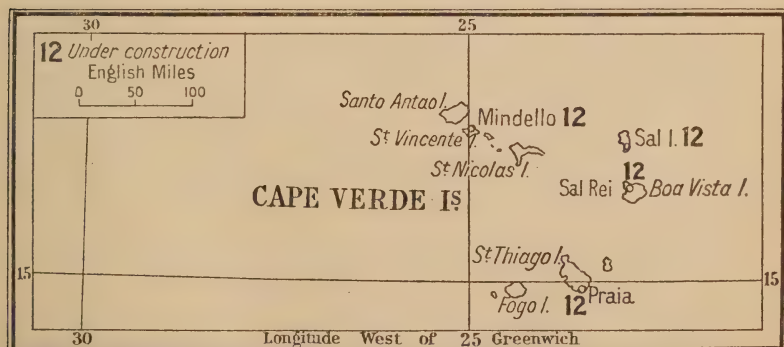 30
25
12 Under construction
English Miles
0 50 100
Santo Antao I.
Mindello 12
St Vincente I.
St Nicolas I.
Sal I. 12
12
Sal Rei
Boa Vista I.
CAPE VERDE IS.
St Thiago I.
15
15
Fogo I.
12 Praia
30
Longitude West of 25 Greenwich